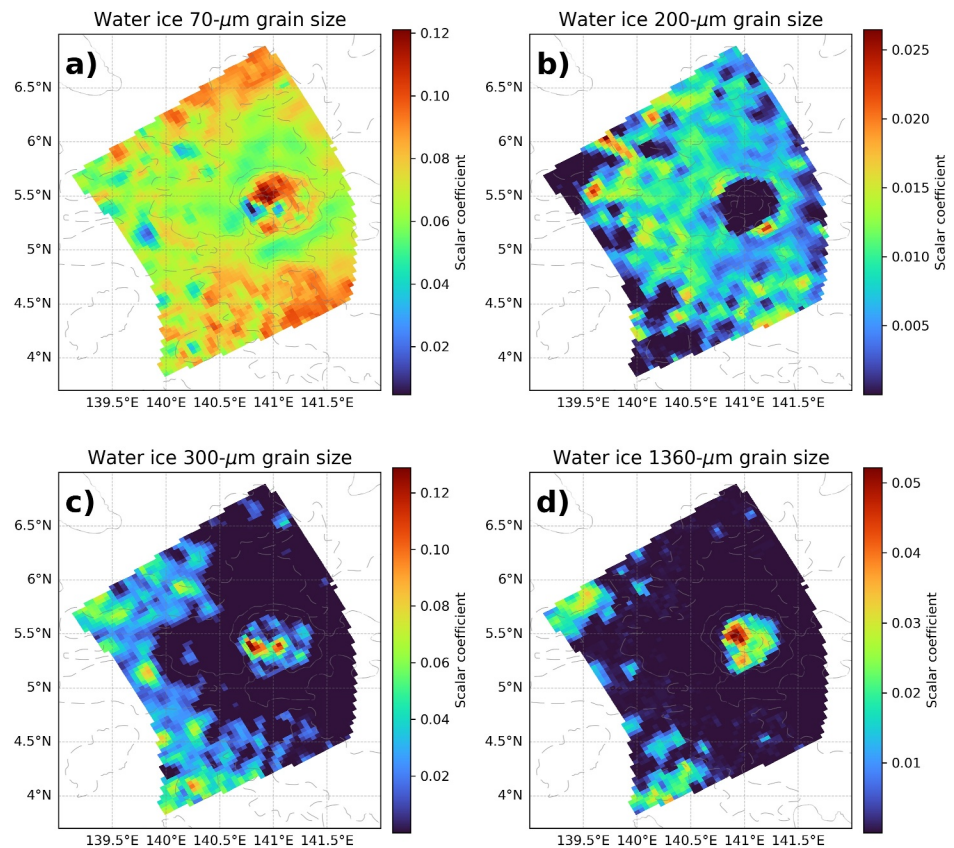 Water ice 70-μm grain size
a)
6.5°N
6°N
5.5°N
5°N
4.5°N
4°N
139.5°E 140°E 140.5°E 141°E 141.5°E
0.12
0.10
0.08
0.06
0.04
0.02
Scalar coefficient
Water ice 200-μm grain size
b)
6.5°N
6°N
5.5°N
5°N
4.5°N
4°N
139.5°E 140°E 140.5°E 141°E 141.5°E
0.025
0.020
0.015
0.010
0.005
Scalar coefficient
Water ice 300-μm grain size
c)
6.5°N
6°N
5.5°N
5°N
4.5°N
4°N
139.5°E 140°E 140.5°E 141°E 141.5°E
0.12
0.10
0.08
0.06
0.04
0.02
Scalar coefficient
Water ice 1360-μm grain size
d)
6.5°N
6°N
5.5°N
5°N
4.5°N
4°N
139.5°E 140°E 140.5°E 141°E 141.5°E
0.05
0.04
0.03
0.02
0.01
Scalar coefficient